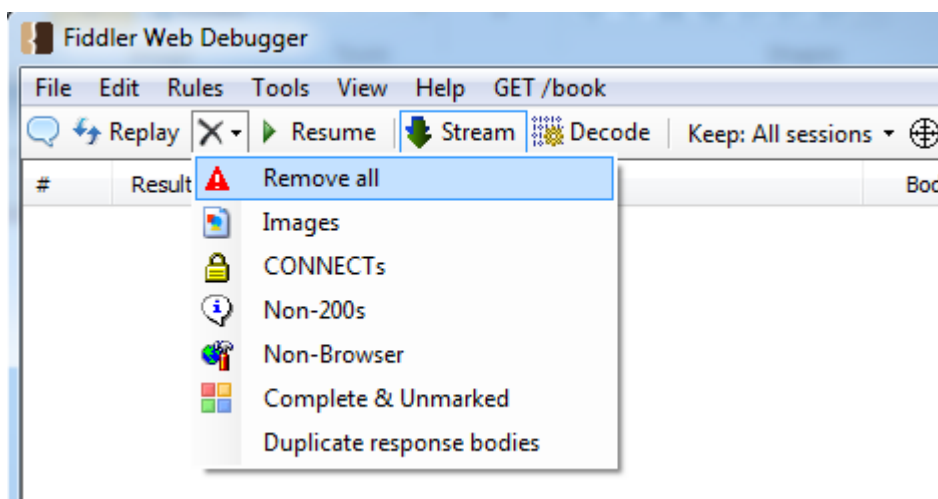 Fiddler Web Debugger
File Edit Rules Tools View Help GET /book
Replay Resume Stream Decode Keep: All sessions
# Result Boc
Remove all
Images
CONNECTs
Non-200s
Non-Browser
Complete & Unmarked
Duplicate response bodies